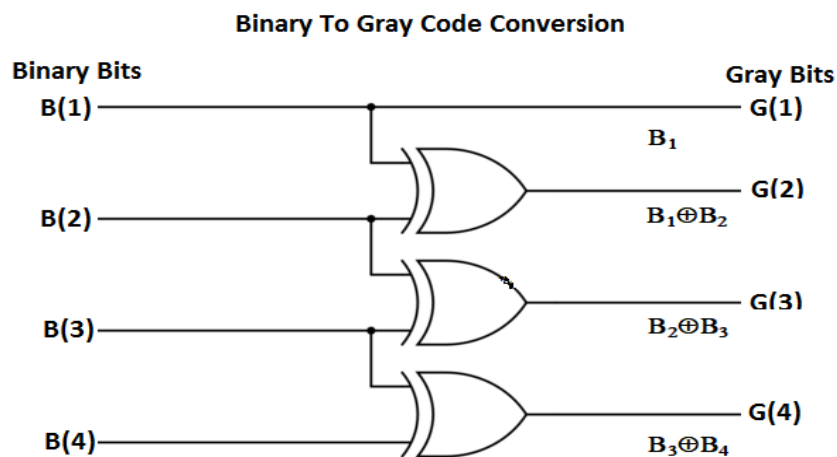 Binary To Gray Code Conversion
Binary Bits
Gray Bits
B(1)
G(1)
B₁
G(2)
B(2)
B₁⊕B₂
G(3)
B(3)
B₂⊕B₃
G(4)
B(4)
B₃⊕B₄